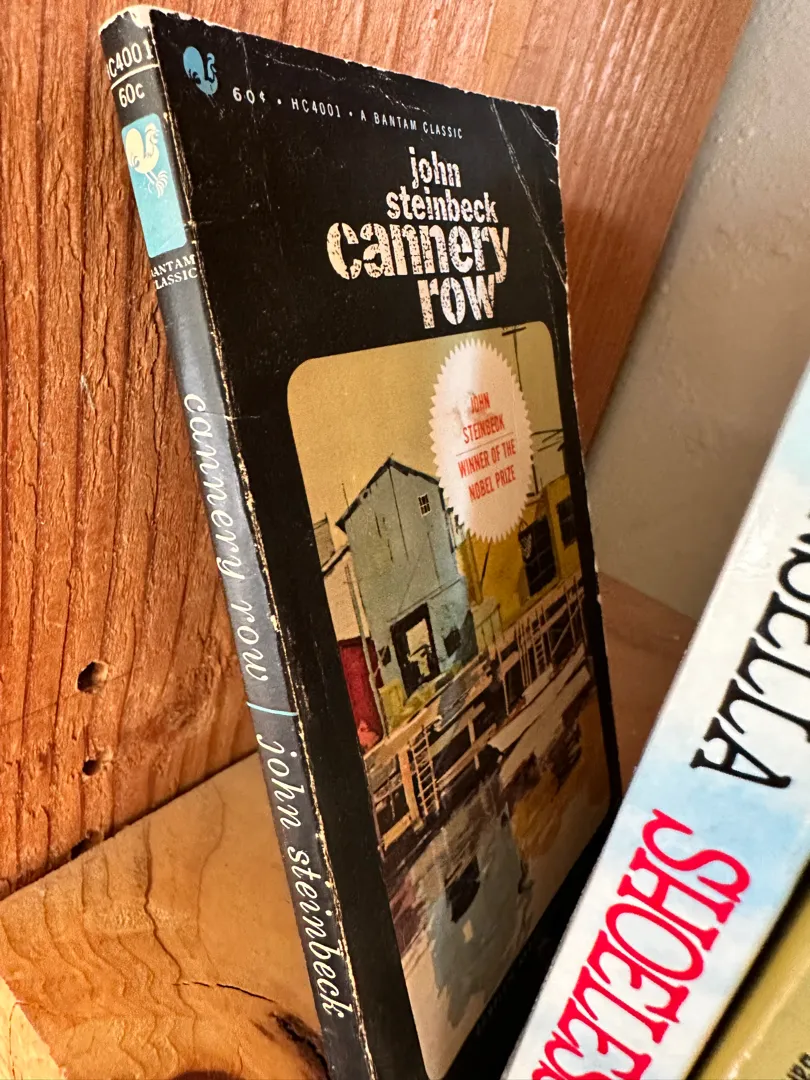 HC4001
60c
BANTAM
CLASSIC
cannery row | john steinbeck
60¢ • HC4001 • A BANTAM CLASSIC
john
steinbeck
cannery
row
JOHN
STEINBECK
WINNER OF THE
NOBEL PRIZE
SHOELESS